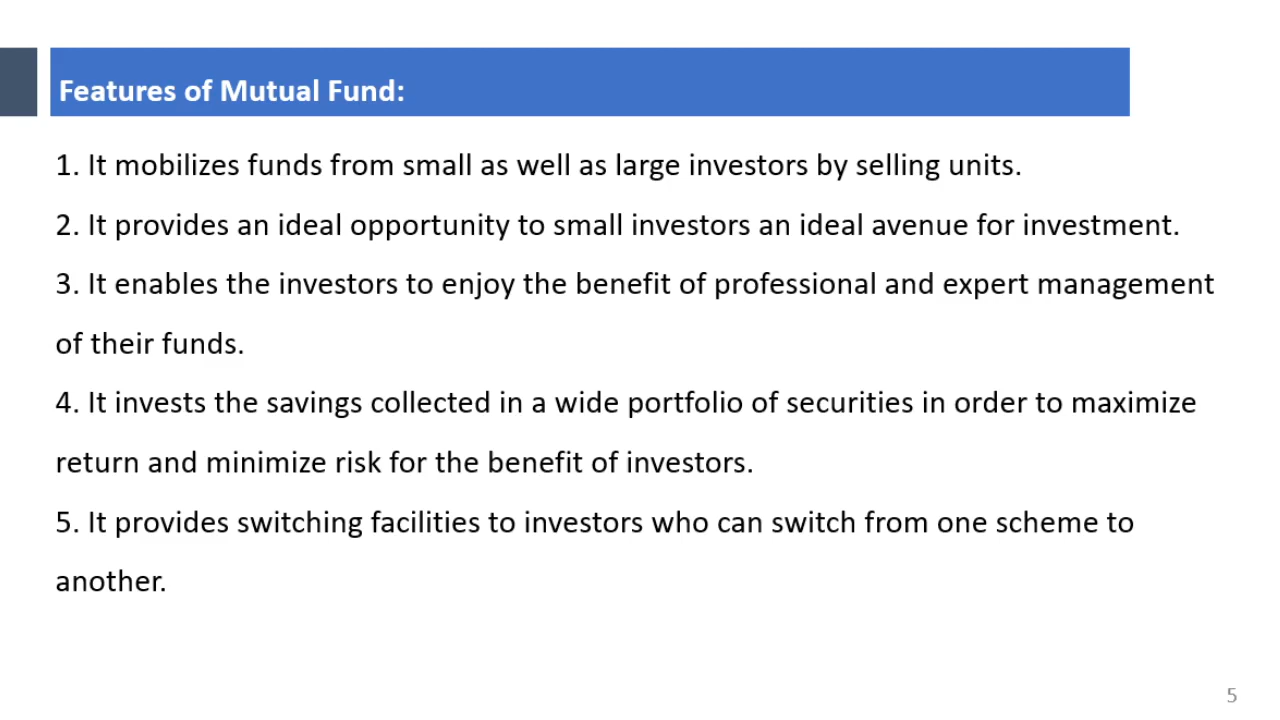 Features of Mutual Fund:
1. It mobilizes funds from small as well as large investors by selling units.
2. It provides an ideal opportunity to small investors an ideal avenue for investment.
3. It enables the investors to enjoy the benefit of professional and expert management
of their funds.
4. It invests the savings collected in a wide portfolio of securities in order to maximize
return and minimize risk for the benefit of investors.
5. It provides switching facilities to investors who can switch from one scheme to
another.
5